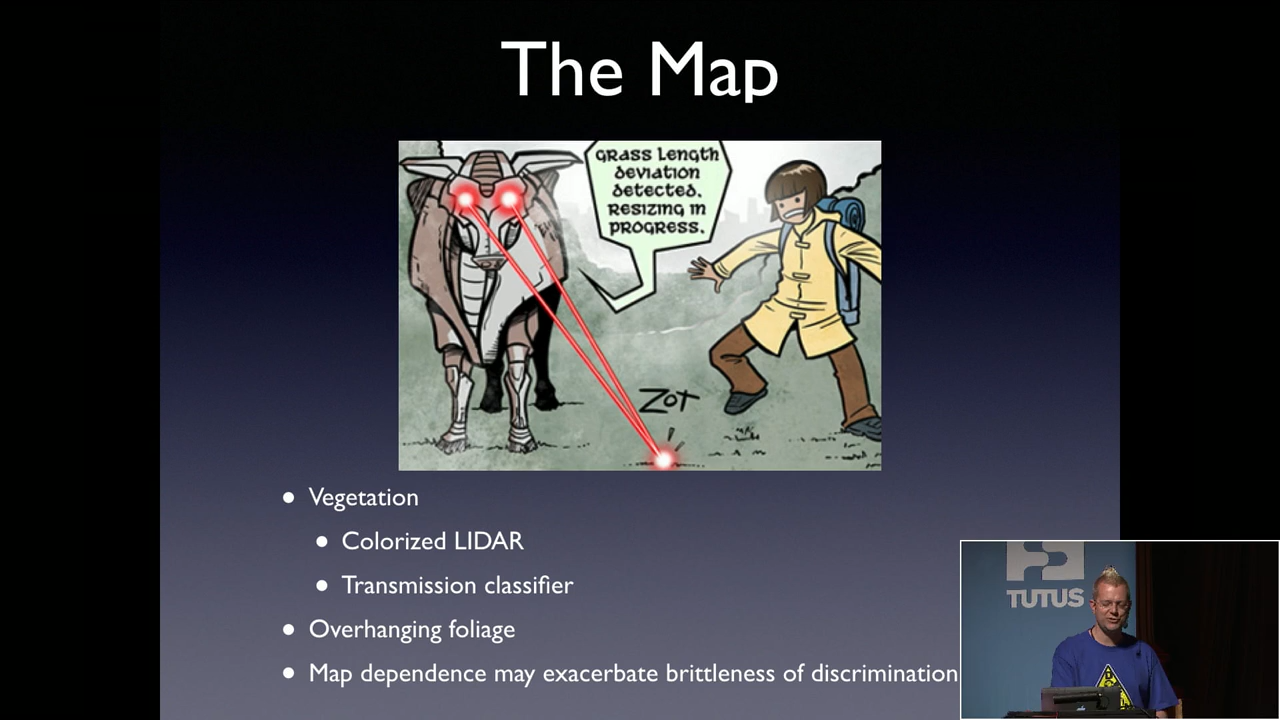 The Map
GRASS LENGTH
DEVIATION
DETECTED.
RESIZING IN
PROGRESS.
ZOT
• Vegetation
• Colorized LIDAR
• Transmission classifier
• Overhanging foliage
• Map dependence may exacerbate brittleness of discrimination
TUTUS